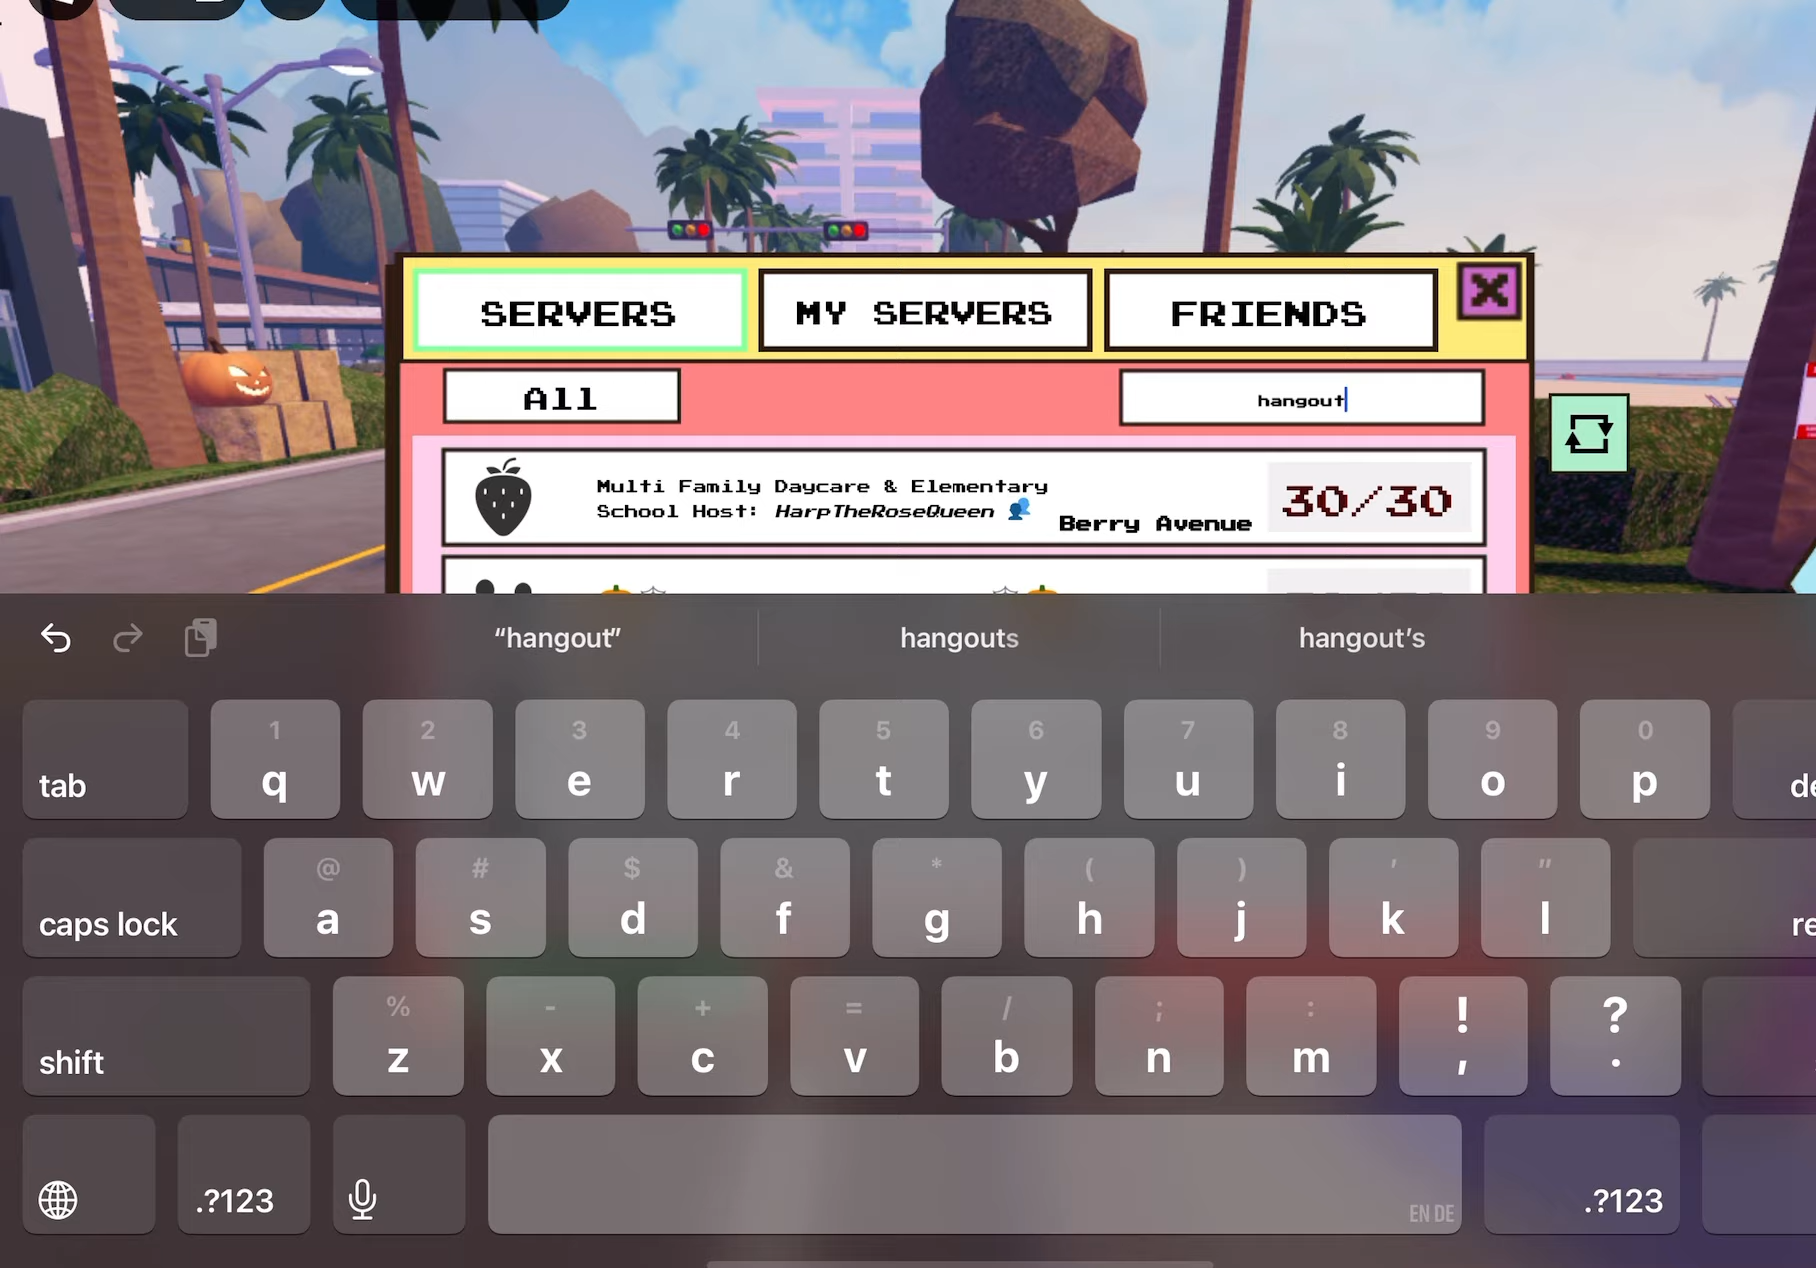 SERVERS
MY SERVERS
FRIENDS
All
hangout
Multi Family Daycare & Elementary
School Host: HarpTheRoseQueen
Berry Avenue
30/30
“hangout”
hangouts
hangout’s
tab
1 2 3 4 5 6 7 8 9 0
q w e r t y u i o p
caps lock
@ # $ & * ( ) ' "
a s d f g h j k l
shift
% - + = / ; : ! ?
z x c v b n m , .
.?123
EN DE
.?123